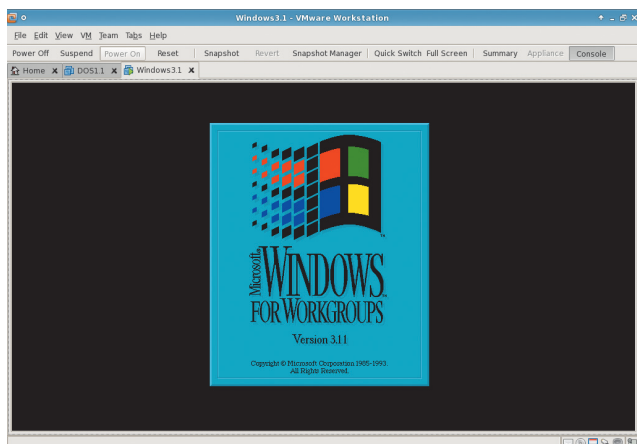 Windows3.1 - VMware Workstation
File Edit View VM Team Tabs Help
Power Off Suspend Power On Reset Snapshot Revert Snapshot Manager Quick Switch Full Screen Summary Appliance Console
Home DOS1.1 Windows3.1
Microsoft
WINDOWS™
FOR WORKGROUPS
Version 3.11
Copyright © Microsoft Corporation 1985-1993.
All Rights Reserved.